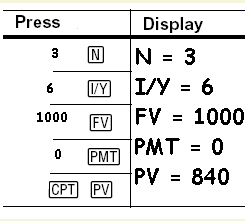 Press Display
3 N N = 3
6 I/Y I/Y = 6
1000 FV FV = 1000
0 PMT PMT = 0
CPT PV PV = 840